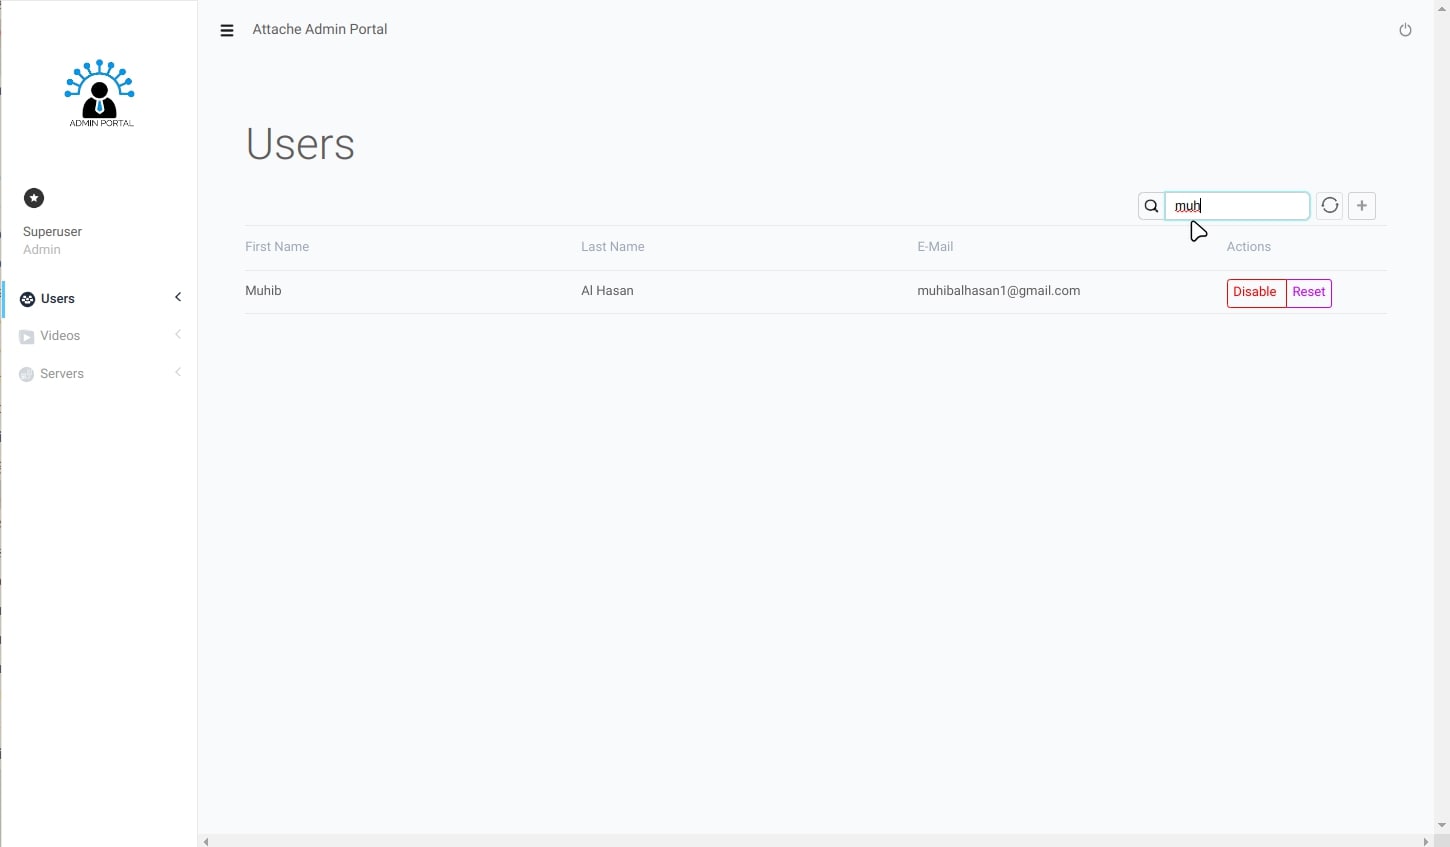 Attache Admin Portal
ADMIN PORTAL
Superuser
Admin
Users
Videos
Servers
Users
muh
First Name Last Name E-Mail Actions
Muhib Al Hasan muhibalhasan1@gmail.com Disable Reset